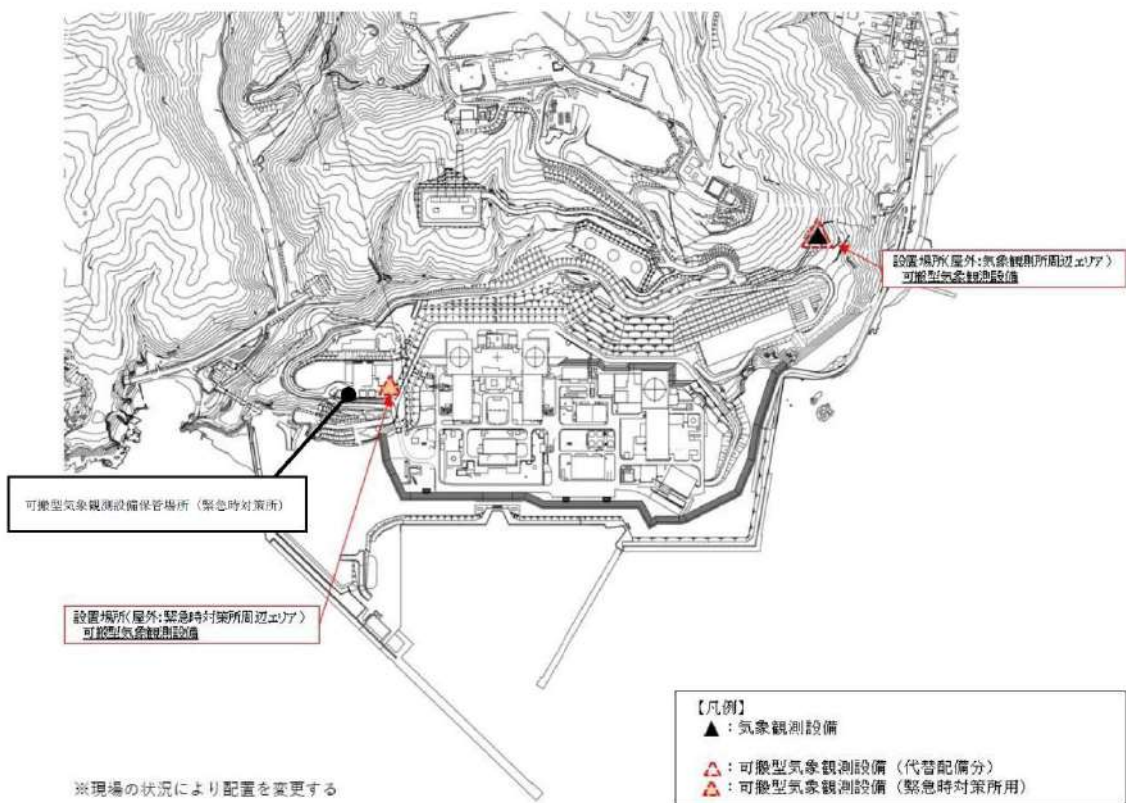 設置場所(屋外:気象観測所周辺エリア)
可搬型気象観測設備
可搬型気象観測設備保管場所(緊急時対策所)
設置場所(屋外:緊急時対策所周辺エリア)
可搬型気象観測設備
【凡例】
▲:気象観測設備
△:可搬型気象観測設備(代替配備分)
△:可搬型気象観測設備(緊急時対策所用)
※現場の状況により配置を変更する